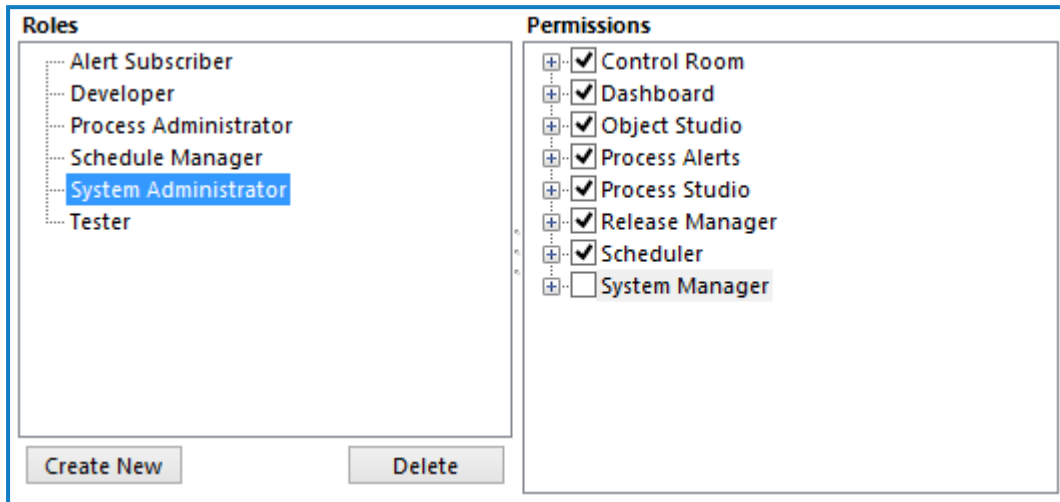 Roles
Alert Subscriber
Developer
Process Administrator
Schedule Manager
System Administrator
Tester
Create New
Delete
Permissions
Control Room
Dashboard
Object Studio
Process Alerts
Process Studio
Release Manager
Scheduler
System Manager